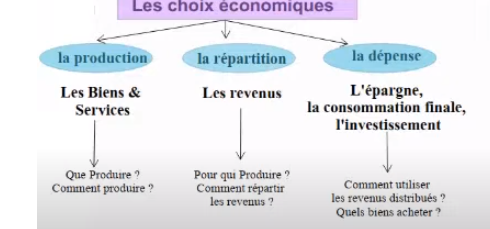 Les choix économiques
la production
la répartition
la dépense
Les Biens &
Services
Les revenus
L'épargne,
la consommation finale,
l'investissement
Que Produire ?
Comment produire ?
Pour qui Produire ?
Comment répartir
les revenus ?
Comment utiliser
les revenus distribués ?
Quels biens acheter ?